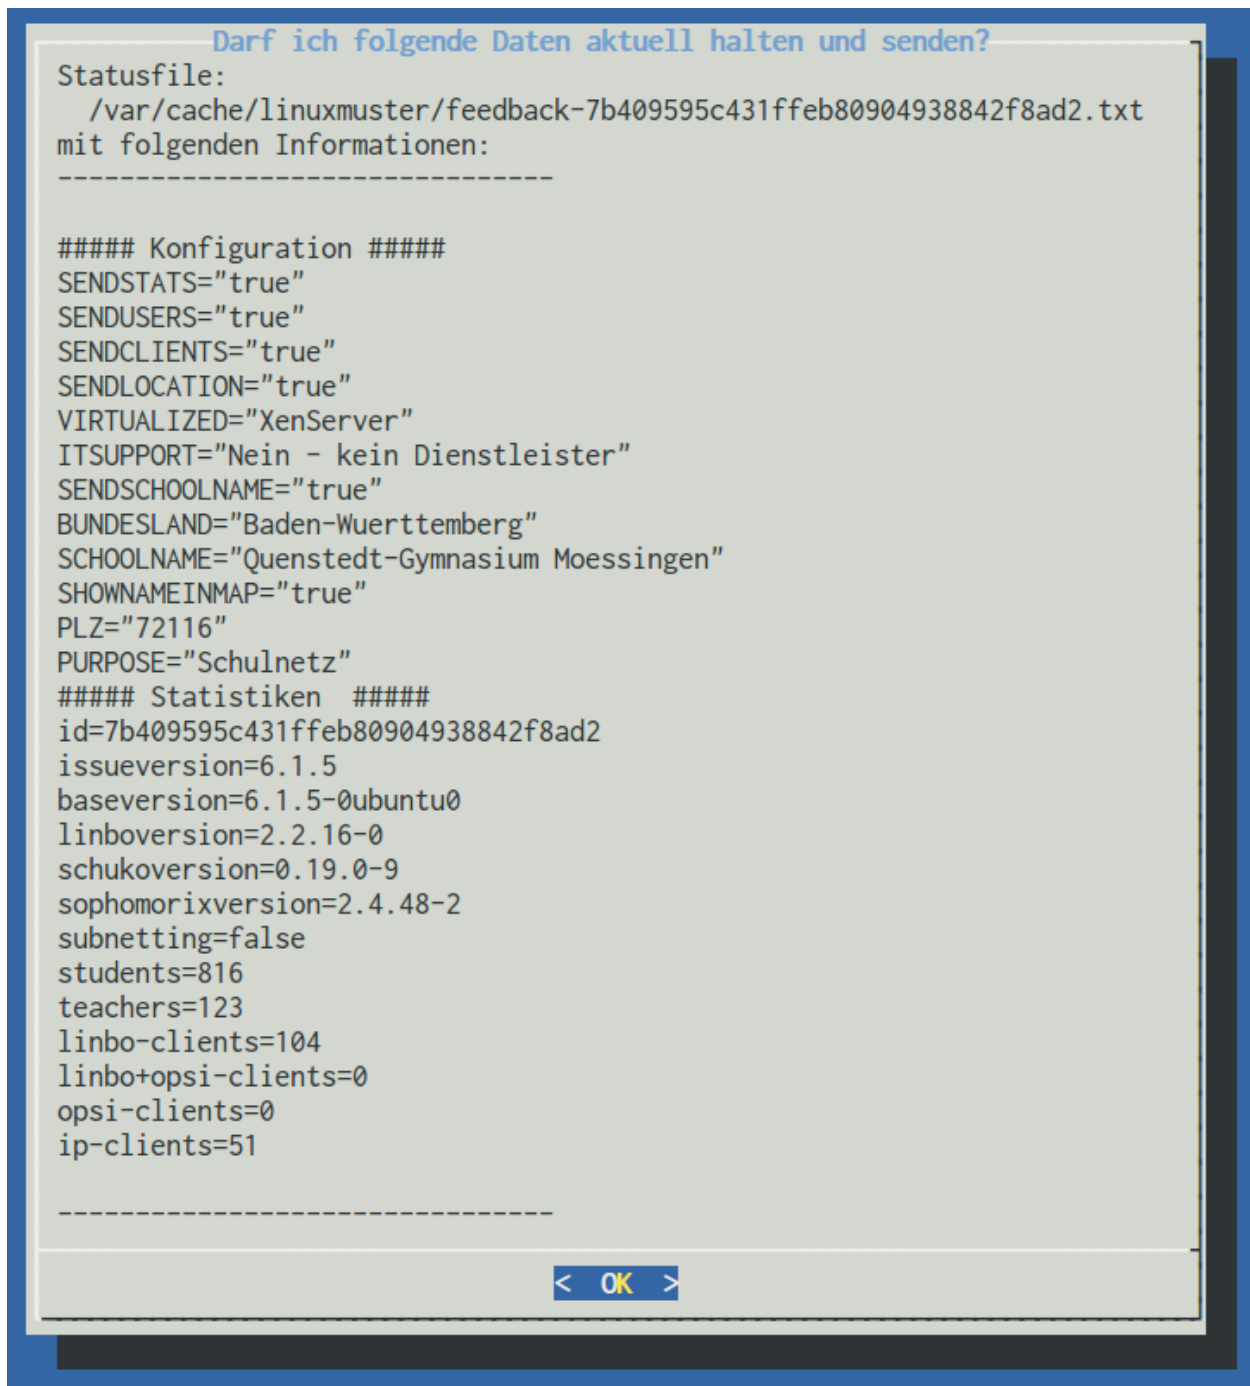 Darf ich folgende Daten aktuell halten und senden?
Statusfile:
  /var/cache/linuxmuster/feedback-7b409595c431ffeb80904938842f8ad2.txt
mit folgenden Informationen:
--------------------------------
##### Konfiguration #####
SENDSTATS="true"
SENDUSERS="true"
SENDCLIENTS="true"
SENDLOCATION="true"
VIRTUALIZED="XenServer"
ITSUPPORT="Nein - kein Dienstleister"
SENDSCHOOLNAME="true"
BUNDESLAND="Baden-Wuerttemberg"
SCHOOLNAME="Quenstedt-Gymnasium Moessingen"
SHOWNAMEINMAP="true"
PLZ="72116"
PURPOSE="Schulnetz"
##### Statistiken  #####
id=7b409595c431ffeb80904938842f8ad2
issueversion=6.1.5
baseversion=6.1.5-0ubuntu0
linboversion=2.2.16-0
schukoversion=0.19.0-9
sophomorixversion=2.4.48-2
subnetting=false
students=816
teachers=123
linbo-clients=104
linbo+opsi-clients=0
opsi-clients=0
ip-clients=51
--------------------------------
<  OK  >